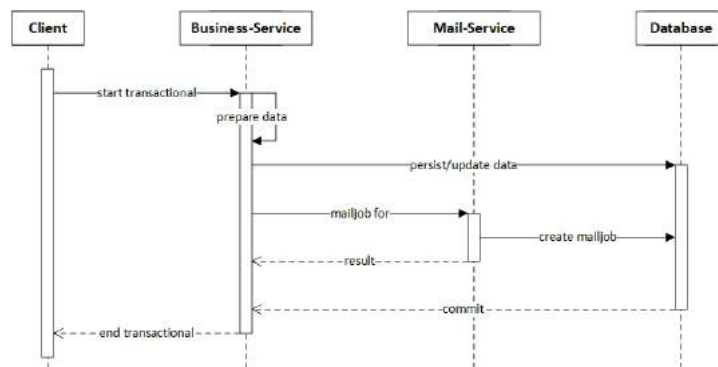 Client
Business-Service
Mail-Service
Database
start transactional
prepare data
persist/update data
mailjob for
create mailjob
result
commit
end transactional